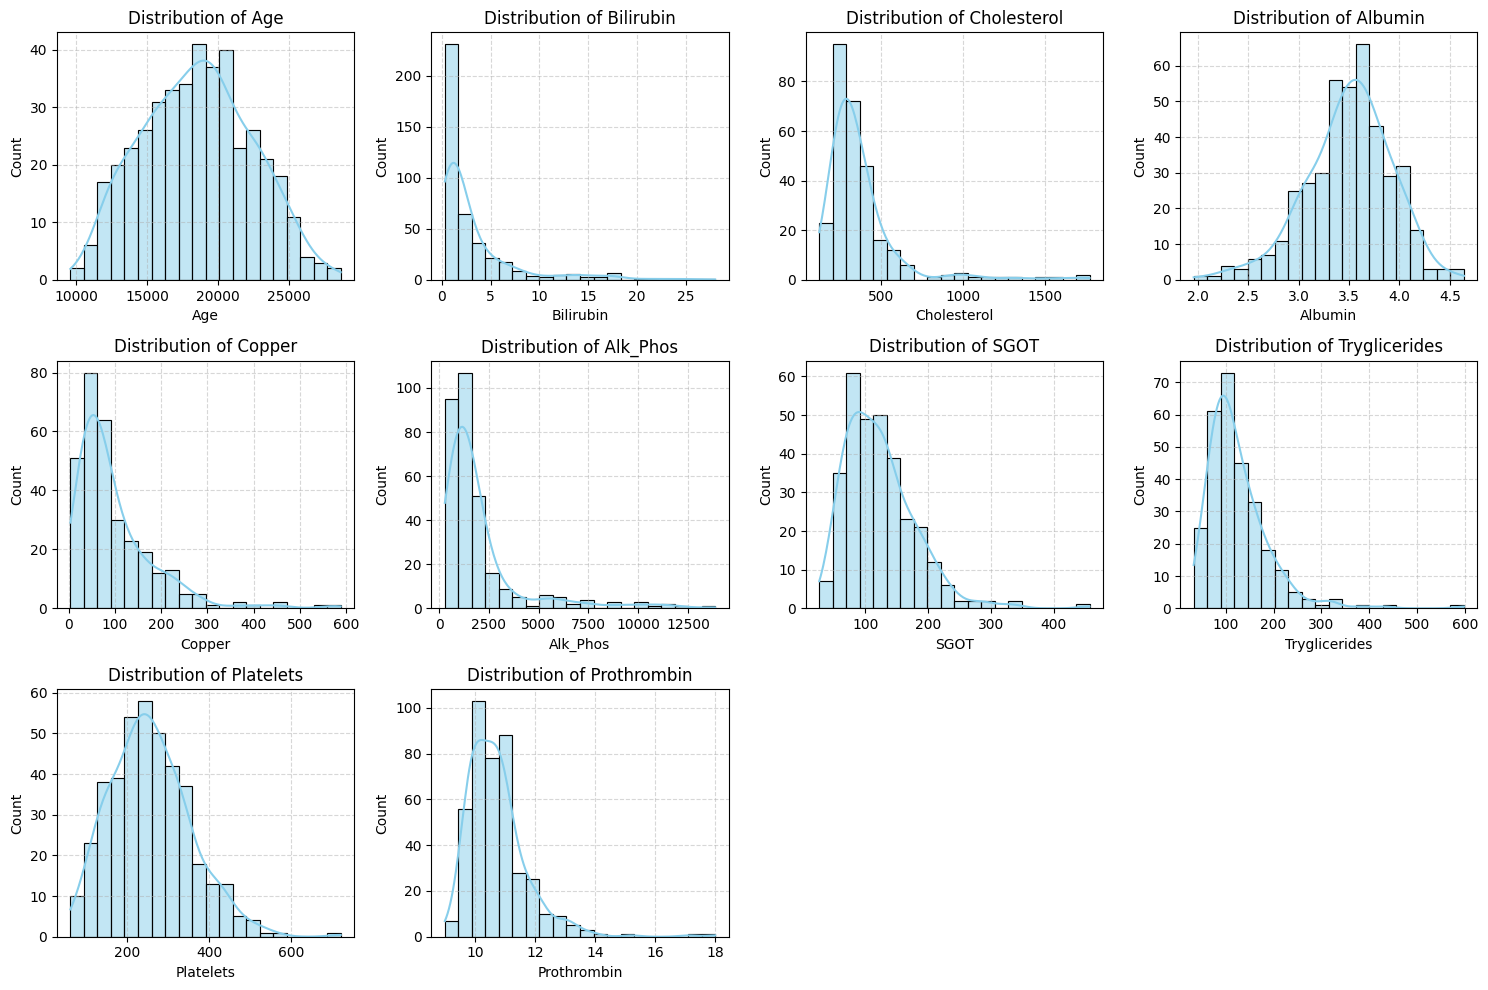 Distribution of Age
40
30
20
10
0
Count
10000 15000 20000 25000
Age
Distribution of Bilirubin
200
150
100
50
0
Count
0 5 10 15 20 25
Bilirubin
Distribution of Cholesterol
80
60
40
20
0
Count
500 1000 1500
Cholesterol
Distribution of Albumin
60
50
40
30
20
10
0
Count
2.0 2.5 3.0 3.5 4.0 4.5
Albumin
Distribution of Copper
80
60
40
20
0
Count
0 100 200 300 400 500 600
Copper
Distribution of Alk_Phos
100
80
60
40
20
0
Count
0 2500 5000 7500 10000 12500
Alk_Phos
Distribution of SGOT
60
50
40
30
20
10
0
Count
100 200 300 400
SGOT
Distribution of Tryglicerides
70
60
50
40
30
20
10
0
Count
100 200 300 400 500 600
Tryglicerides
Distribution of Platelets
60
50
40
30
20
10
0
Count
200 400 600
Platelets
Distribution of Prothrombin
100
80
60
40
20
0
Count
10 12 14 16 18
Prothrombin